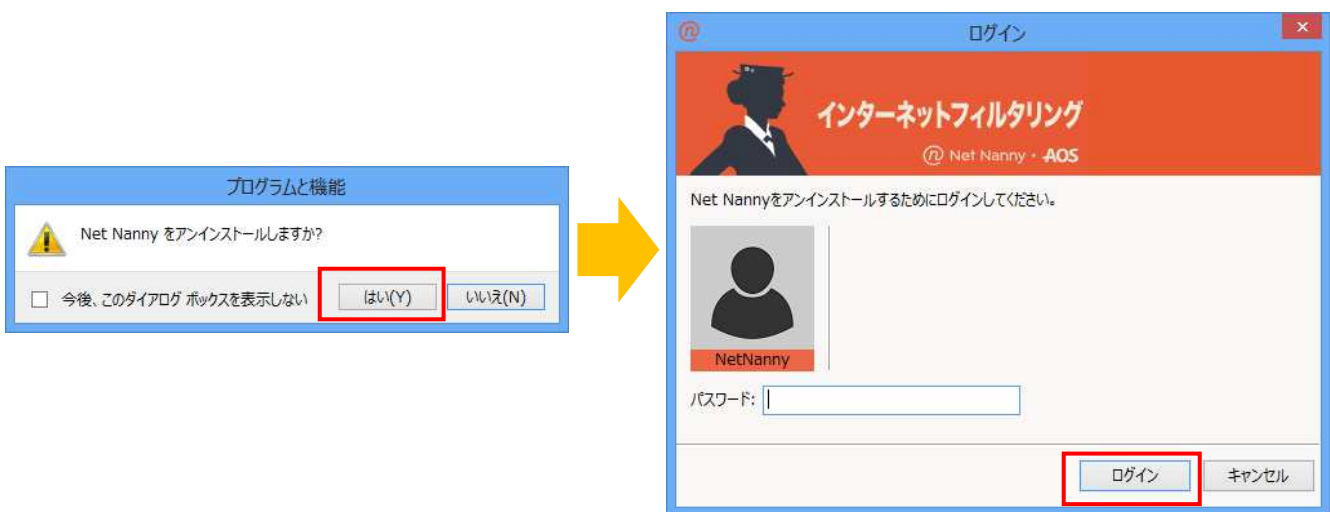 プログラムと機能
Net Nanny をアンインストールしますか?
今後、このダイアログ ボックスを表示しない
はい(Y)
いいえ(N)
ログイン
インターネットフィルタリング
Net Nanny・AOS
Net Nannyをアンインストールするためにログインしてください。
NetNanny
パスワード:
ログイン
キャンセル